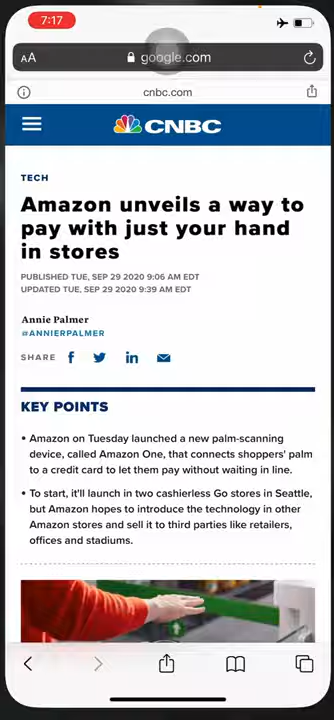 7:17
AA
google.com
cnbc.com
CNBC
TECH
Amazon unveils a way to
pay with just your hand
in stores
PUBLISHED TUE, SEP 29 2020 9:06 AM EDT
UPDATED TUE, SEP 29 2020 9:39 AM EDT
Annie Palmer
@ANNIERPALMER
SHARE
KEY POINTS
• Amazon on Tuesday launched a new palm-scanning
device, called Amazon One, that connects shoppers' palm
to a credit card to let them pay without waiting in line.
• To start, it'll launch in two cashierless Go stores in Seattle,
but Amazon hopes to introduce the technology in other
Amazon stores and sell it to third parties like retailers,
offices and stadiums.